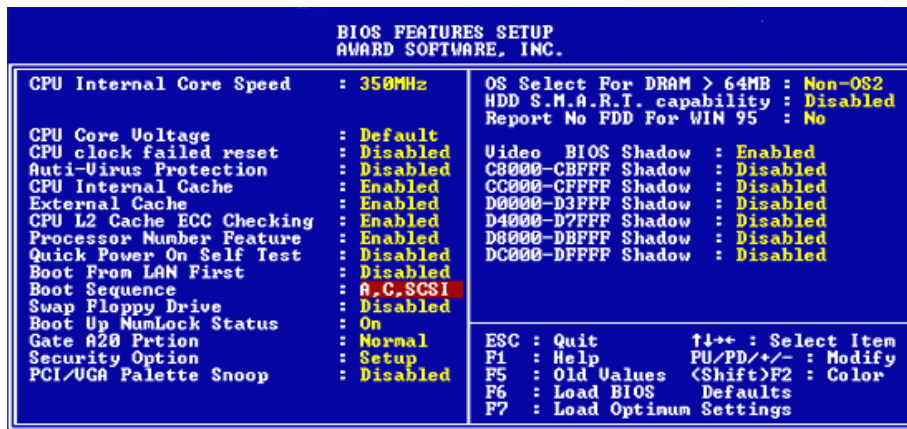 BIOS FEATURES SETUP
AWARD SOFTWARE, INC.
CPU Internal Core Speed : 350MHz
CPU Core Voltage : Default
CPU clock failed reset : Disabled
Auti-Virus Protection : Disabled
CPU Internal Cache : Enabled
External Cache : Enabled
CPU L2 Cache ECC Checking : Enabled
Processor Number Feature : Enabled
Quick Power On Self Test : Disabled
Boot From LAN First : Disabled
Boot Sequence : A,C,SCSI
Swap Floppy Drive : Disabled
Boot Up NumLock Status : On
Gate A20 Prtion : Normal
Security Option : Setup
PCI/VGA Palette Snoop : Disabled
OS Select For DRAM > 64MB : Non-OS2
HDD S.M.A.R.T. capability : Disabled
Report No FDD For WIN 95 : No
Video BIOS Shadow : Enabled
C8000-CBFFF Shadow : Disabled
CC000-CFFFF Shadow : Disabled
D0000-D3FFF Shadow : Disabled
D4000-D7FFF Shadow : Disabled
D8000-DBFFF Shadow : Disabled
DC000-DFFFF Shadow : Disabled
ESC : Quit ↑↓→← : Select Item
F1 : Help PU/PD/+/- : Modify
F5 : Old Values <Shift>F2 : Color
F6 : Load BIOS Defaults
F7 : Load Optimum Settings